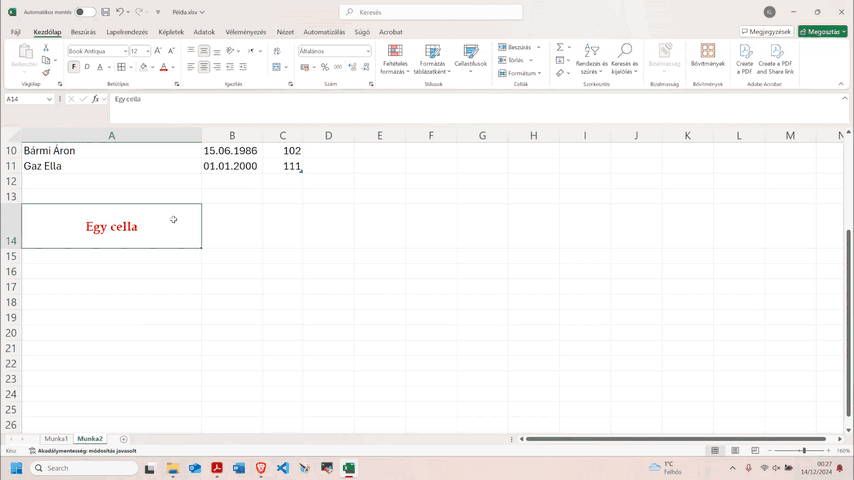 Automatikus mentés
Példa.xlsx
Keresés
IG
Fájl Kezdőlap Beszúrás Lapelrendezés Képletek Adatok Véleményezés Nézet Automatizálás Súgó Acrobat
Megjegyzések
Megosztás
Beillesztés
Book Antiqua 12
F D A
Általános
Feltételes formázás
Formázás táblázatként
Cellastílusok
Beszúrás
Törlés
Formátum
Rendezés és szűrés
Keresés és kijelölés
Bizalmasság
Bővítmények
Create a PDF
Create a PDF and Share link
Vágólap Betűtípus Igazítás Szám Stílusok Cellák Szerkesztés Bizalmasság Bővítmények Adobe Acrobat
A14
fx
Egy cella
A B C D E F G H I J K L M N
10 Bármi Áron 15.06.1986 102
11 Gaz Ella 01.01.2000 111
12
13
14 Egy cella
15
16
17
18
19
20
21
22
23
24
25
26
Munka1 Munka2
Kész
Akadálymentesség: módosítás javasolt
160%
Search
1°C
Felhős
00:27
14/12/2024